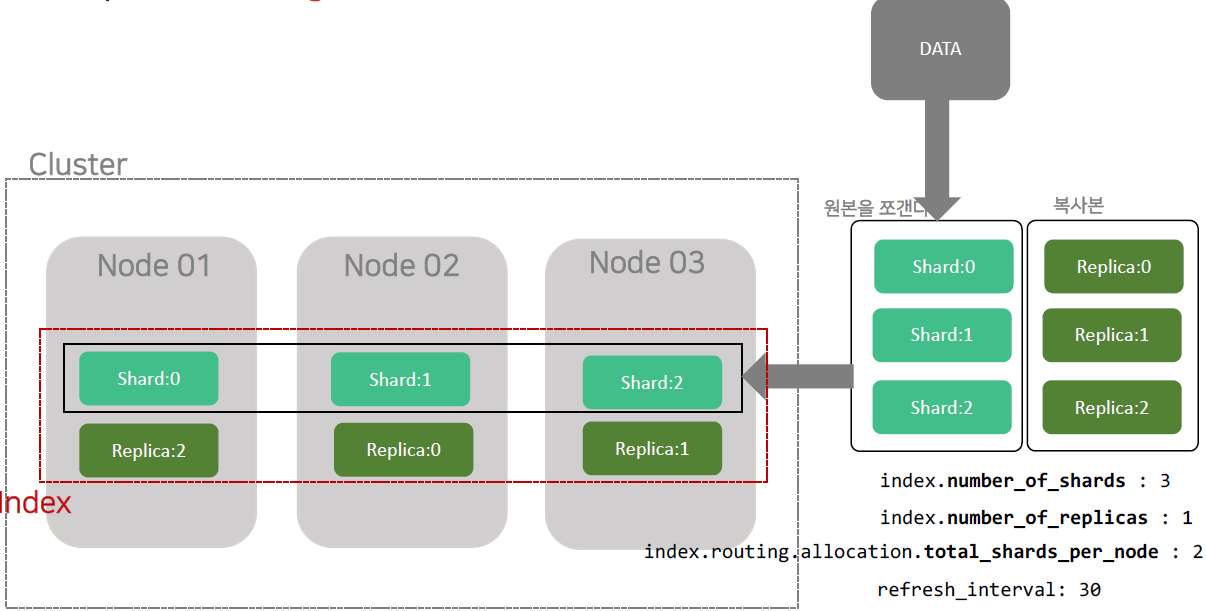 DATA
Cluster
원본을 쪼갠다
복사본
Node 01
Node 02
Node 03
Shard:0
Replica:0
Shard:1
Replica:1
Shard:2
Replica:2
Shard:0
Shard:1
Shard:2
Replica:2
Replica:0
Replica:1
Index
index.number_of_shards : 3
index.number_of_replicas : 1
index.routing.allocation.total_shards_per_node : 2
refresh_interval: 30